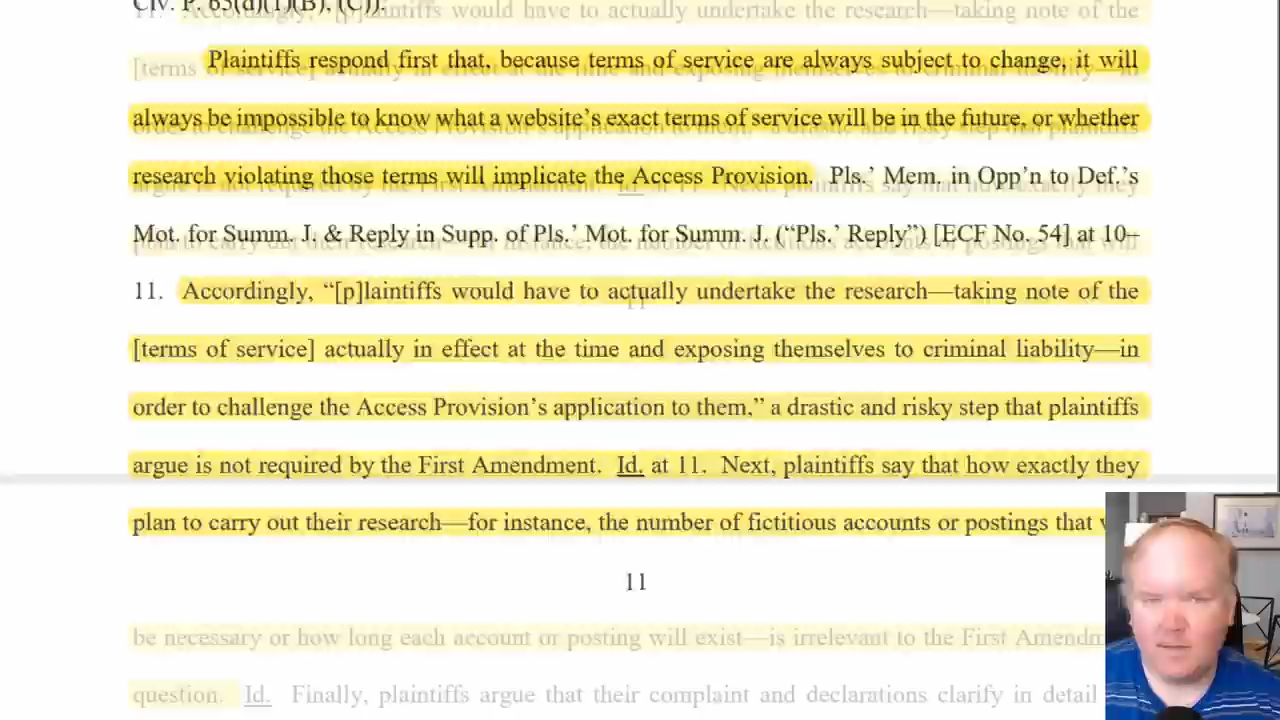 Civ. P. 65(d)(1)(B), (C)).
Plaintiffs respond first that, because terms of service are always subject to change, it will
always be impossible to know what a website’s exact terms of service will be in the future, or whether
research violating those terms will implicate the Access Provision. Pls.’ Mem. in Opp’n to Def.’s
Mot. for Summ. J. & Reply in Supp. of Pls.’ Mot. for Summ. J. (“Pls.’ Reply”) [ECF No. 54] at 10–
11. Accordingly, “[p]laintiffs would have to actually undertake the research—taking note of the
[terms of service] actually in effect at the time and exposing themselves to criminal liability—in
order to challenge the Access Provision’s application to them,” a drastic and risky step that plaintiffs
argue is not required by the First Amendment. Id. at 11. Next, plaintiffs say that how exactly they
plan to carry out their research—for instance, the number of fictitious accounts or postings that
11
be necessary or how long each account or posting will exist—is irrelevant to the First
question. Id. Finally, plaintiffs argue that their complaint and declarations clarify in detail